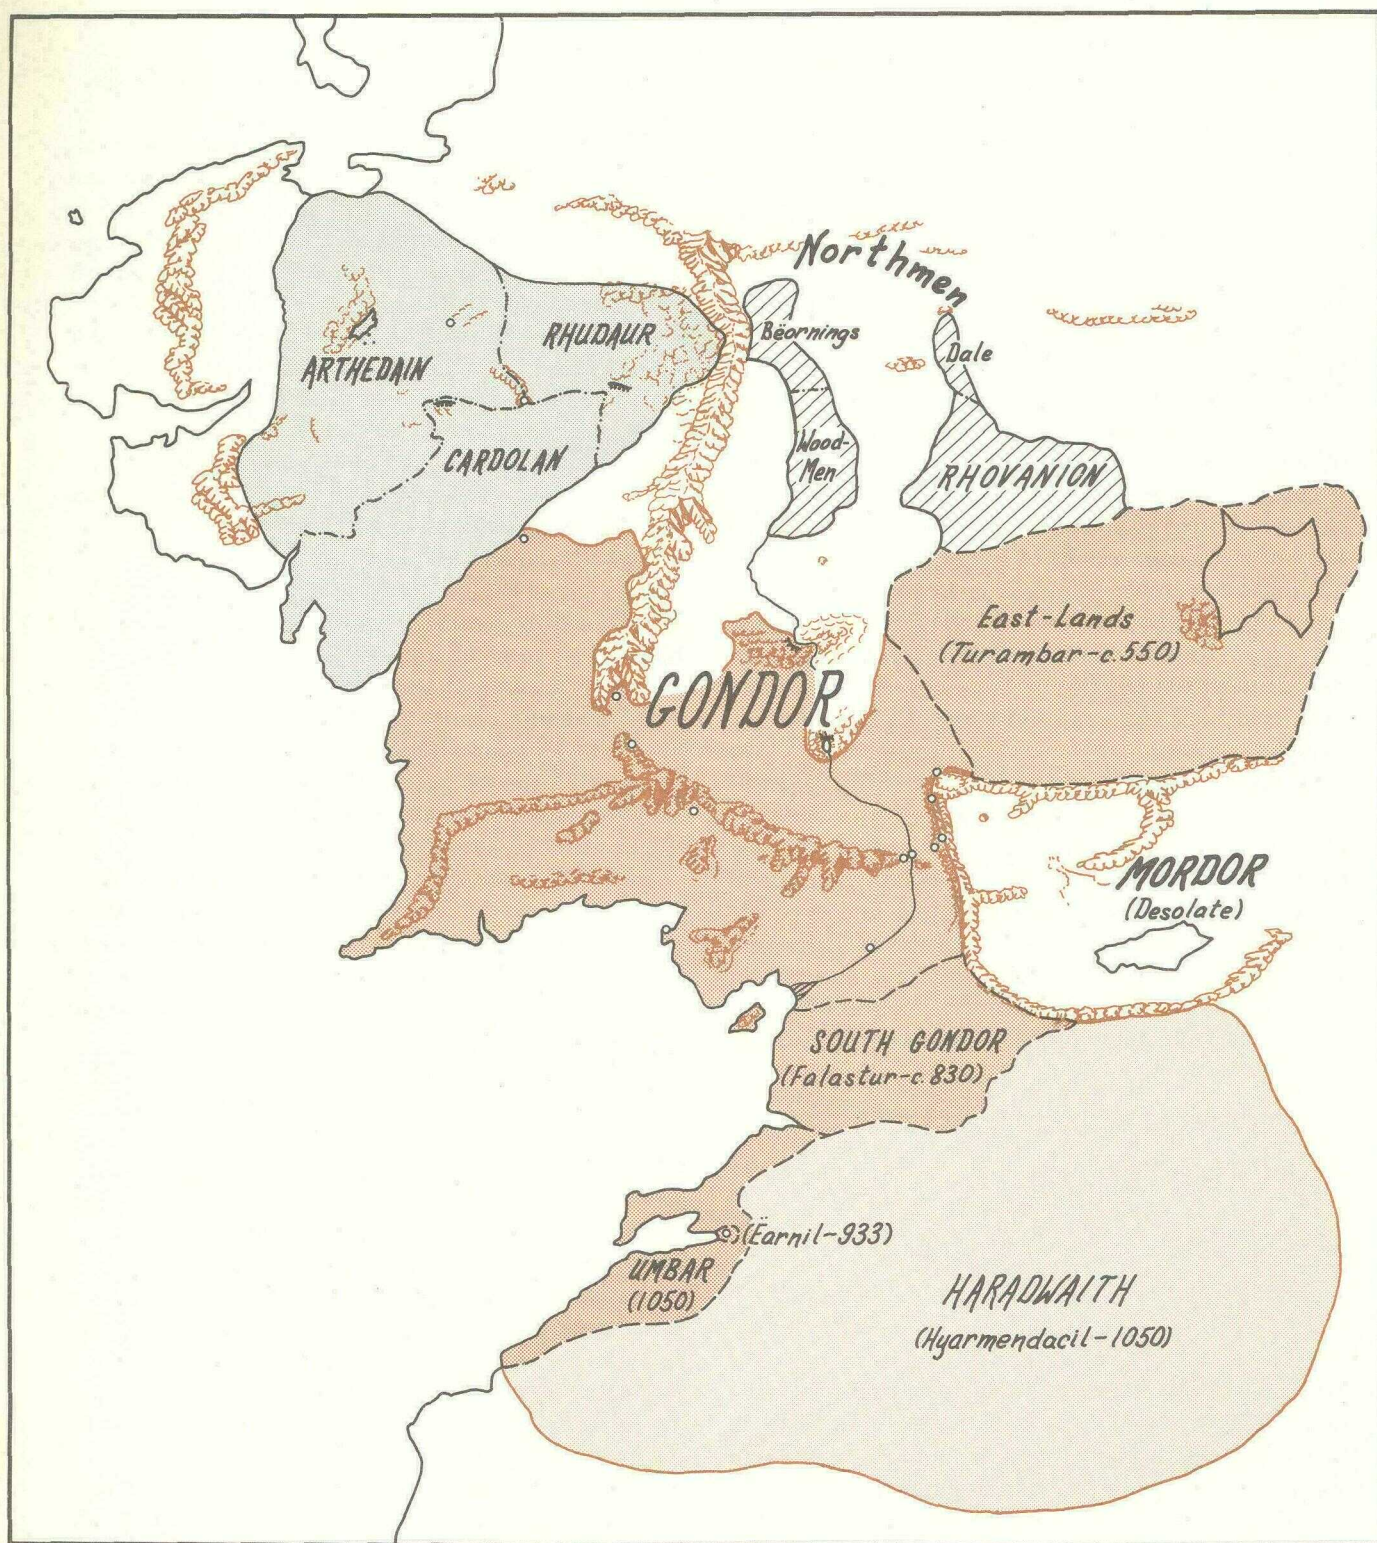 Northmen
RHUDAUR
Bëornings
Dale
ARTHEDAIN
Wood-
Men
CARDOLAN
RHOVANION
East-Lands
(Turambar-c.550)
GONDOR
MORDOR
(Desolate)
SOUTH GONDOR
(Falastur-c.830)
(Ëarnil-933)
UMBAR
(1050)
HARADWAITH
(Hyarmendacil-1050)